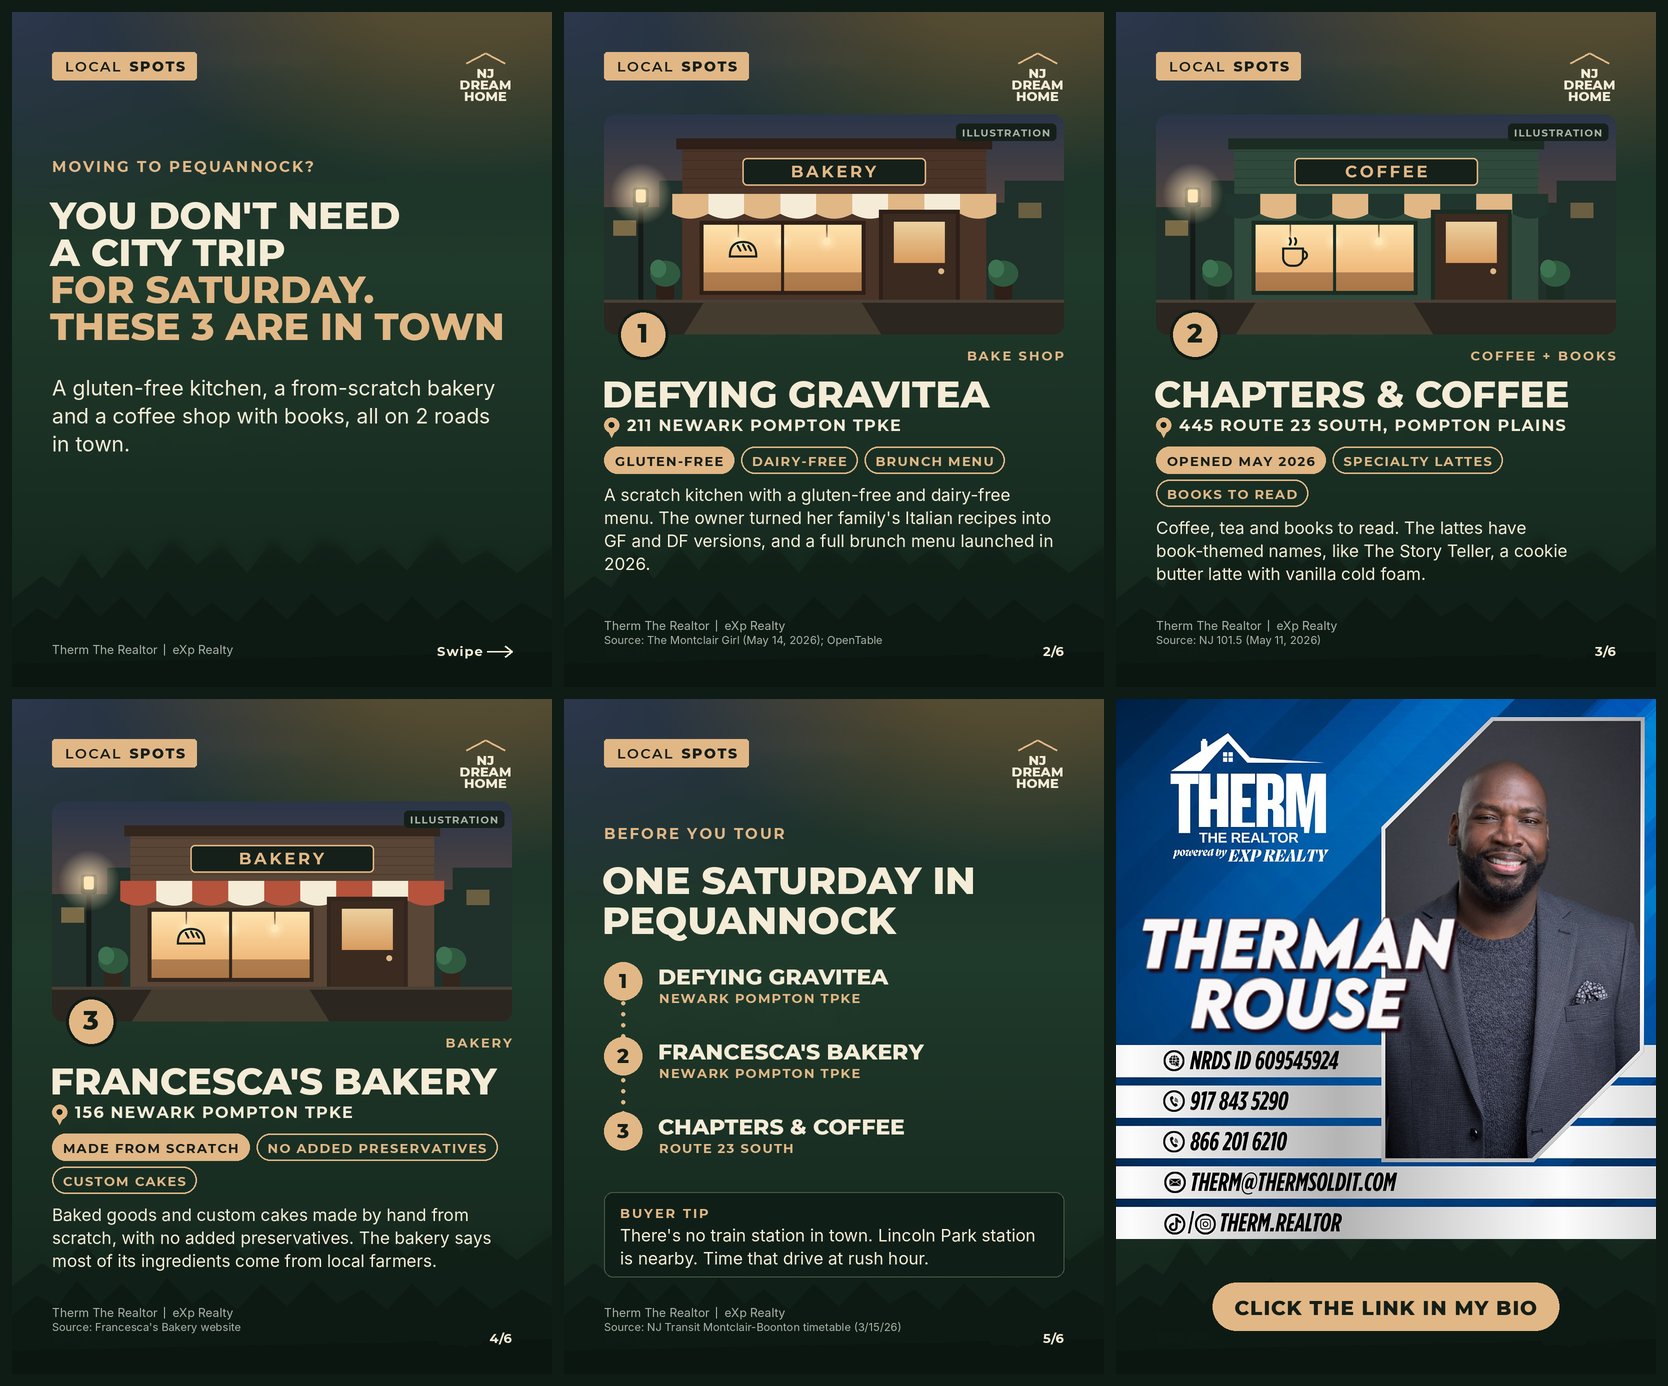 LOCAL SPOTS
NJ
DREAM
HOME
MOVING TO PEQUANNOCK?
YOU DON'T NEED
A CITY TRIP
FOR SATURDAY.
THESE 3 ARE IN TOWN
A gluten-free kitchen, a from-scratch bakery
and a coffee shop with books, all on 2 roads
in town.
Therm The Realtor | eXp Realty
Swipe
LOCAL SPOTS
NJ
DREAM
HOME
ILLUSTRATION
BAKERY
1
BAKE SHOP
DEFYING GRAVITEA
211 NEWARK POMPTON TPKE
GLUTEN-FREE DAIRY-FREE BRUNCH MENU
A scratch kitchen with a gluten-free and dairy-free
menu. The owner turned her family's Italian recipes into
GF and DF versions, and a full brunch menu launched in
2026.
Therm The Realtor | eXp Realty
Source: The Montclair Girl (May 14, 2026); OpenTable
2/6
LOCAL SPOTS
NJ
DREAM
HOME
ILLUSTRATION
COFFEE
2
COFFEE + BOOKS
CHAPTERS & COFFEE
445 ROUTE 23 SOUTH, POMPTON PLAINS
OPENED MAY 2026 SPECIALTY LATTES
BOOKS TO READ
Coffee, tea and books to read. The lattes have
book-themed names, like The Story Teller, a cookie
butter latte with vanilla cold foam.
Therm The Realtor | eXp Realty
Source: NJ 101.5 (May 11, 2026)
3/6
LOCAL SPOTS
NJ
DREAM
HOME
ILLUSTRATION
BAKERY
3
BAKERY
FRANCESCA'S BAKERY
156 NEWARK POMPTON TPKE
MADE FROM SCRATCH NO ADDED PRESERVATIVES
CUSTOM CAKES
Baked goods and custom cakes made by hand from
scratch, with no added preservatives. The bakery says
most of its ingredients come from local farmers.
Therm The Realtor | eXp Realty
Source: Francesca's Bakery website
4/6
LOCAL SPOTS
NJ
DREAM
HOME
BEFORE YOU TOUR
ONE SATURDAY IN
PEQUANNOCK
1 DEFYING GRAVITEA
NEWARK POMPTON TPKE
2 FRANCESCA'S BAKERY
NEWARK POMPTON TPKE
3 CHAPTERS & COFFEE
ROUTE 23 SOUTH
BUYER TIP
There's no train station in town. Lincoln Park station
is nearby. Time that drive at rush hour.
Therm The Realtor | eXp Realty
Source: NJ Transit Montclair-Boonton timetable (3/15/26)
5/6
THERM
THE REALTOR
powered by EXP REALTY
THERMAN
ROUSE
NRDS ID 609545924
917 843 5290
866 201 6210
THERM@THERMSOLDIT.COM
/ THERM.REALTOR
CLICK THE LINK IN MY BIO